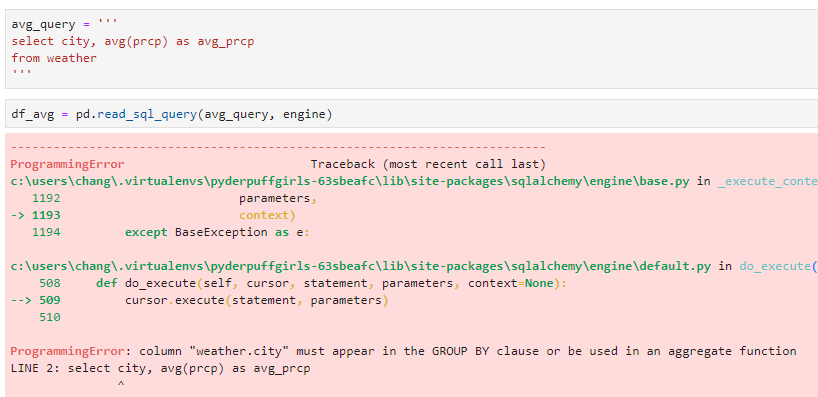 avg_query = '''
select city, avg(prcp) as avg_prcp
from weather
'''
df_avg = pd.read_sql_query(avg_query, engine)
---------------------------------------------------------------------------
ProgrammingError                          Traceback (most recent call last)
c:\users\chang\.virtualenvs\pyderpuffgirls-63sbeafc\lib\site-packages\sqlalchemy\engine\base.py in _execute_conte
   1192                         parameters,
-> 1193                         context)
   1194         except BaseException as e:
c:\users\chang\.virtualenvs\pyderpuffgirls-63sbeafc\lib\site-packages\sqlalchemy\engine\default.py in do_execute(
    508     def do_execute(self, cursor, statement, parameters, context=None):
--> 509         cursor.execute(statement, parameters)
    510
ProgrammingError: column "weather.city" must appear in the GROUP BY clause or be used in an aggregate function
LINE 2: select city, avg(prcp) as avg_prcp
               ^